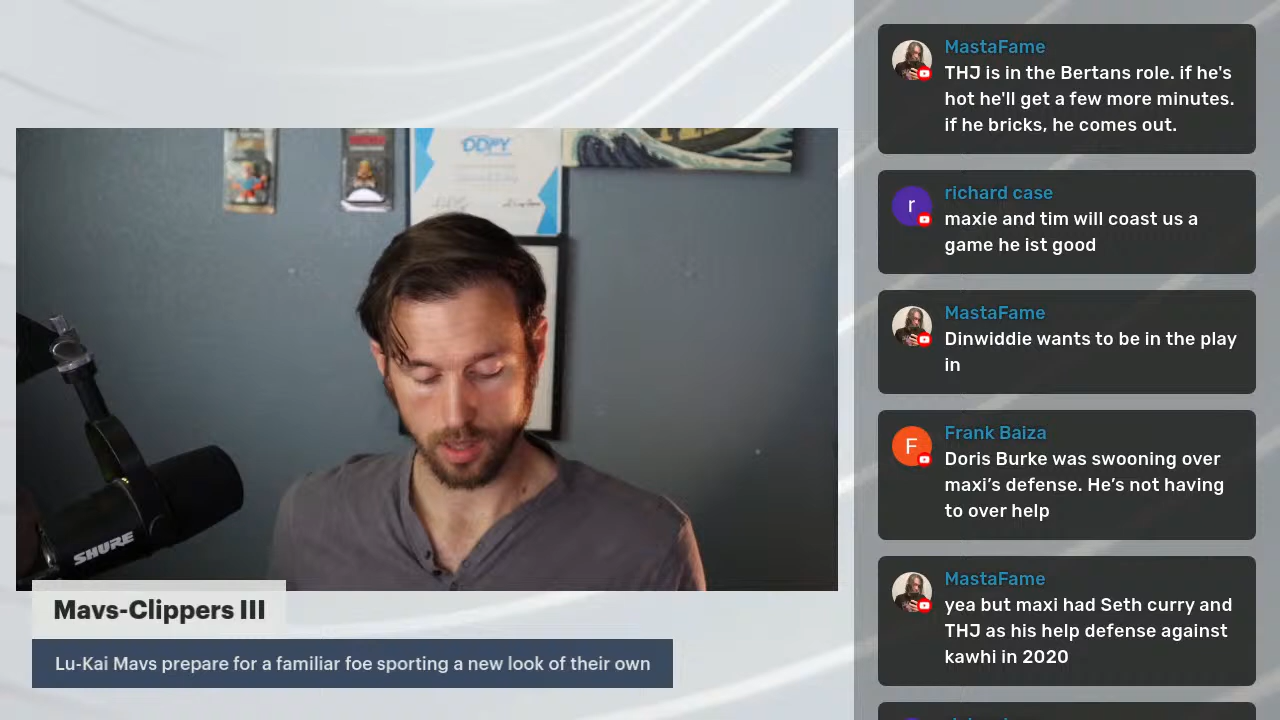 DDPY
SHURE
Mavs-Clippers III
Lu-Kai Mavs prepare for a familiar foe sporting a new look of their own
MastaFame
THJ is in the Bertans role. if he's
hot he'll get a few more minutes.
if he bricks, he comes out.
r
richard case
maxie and tim will coast us a
game he ist good
MastaFame
Dinwiddie wants to be in the play
in
F
Frank Baiza
Doris Burke was swooning over
maxi’s defense. He’s not having
to over help
MastaFame
yea but maxi had Seth curry and
THJ as his help defense against
kawhi in 2020